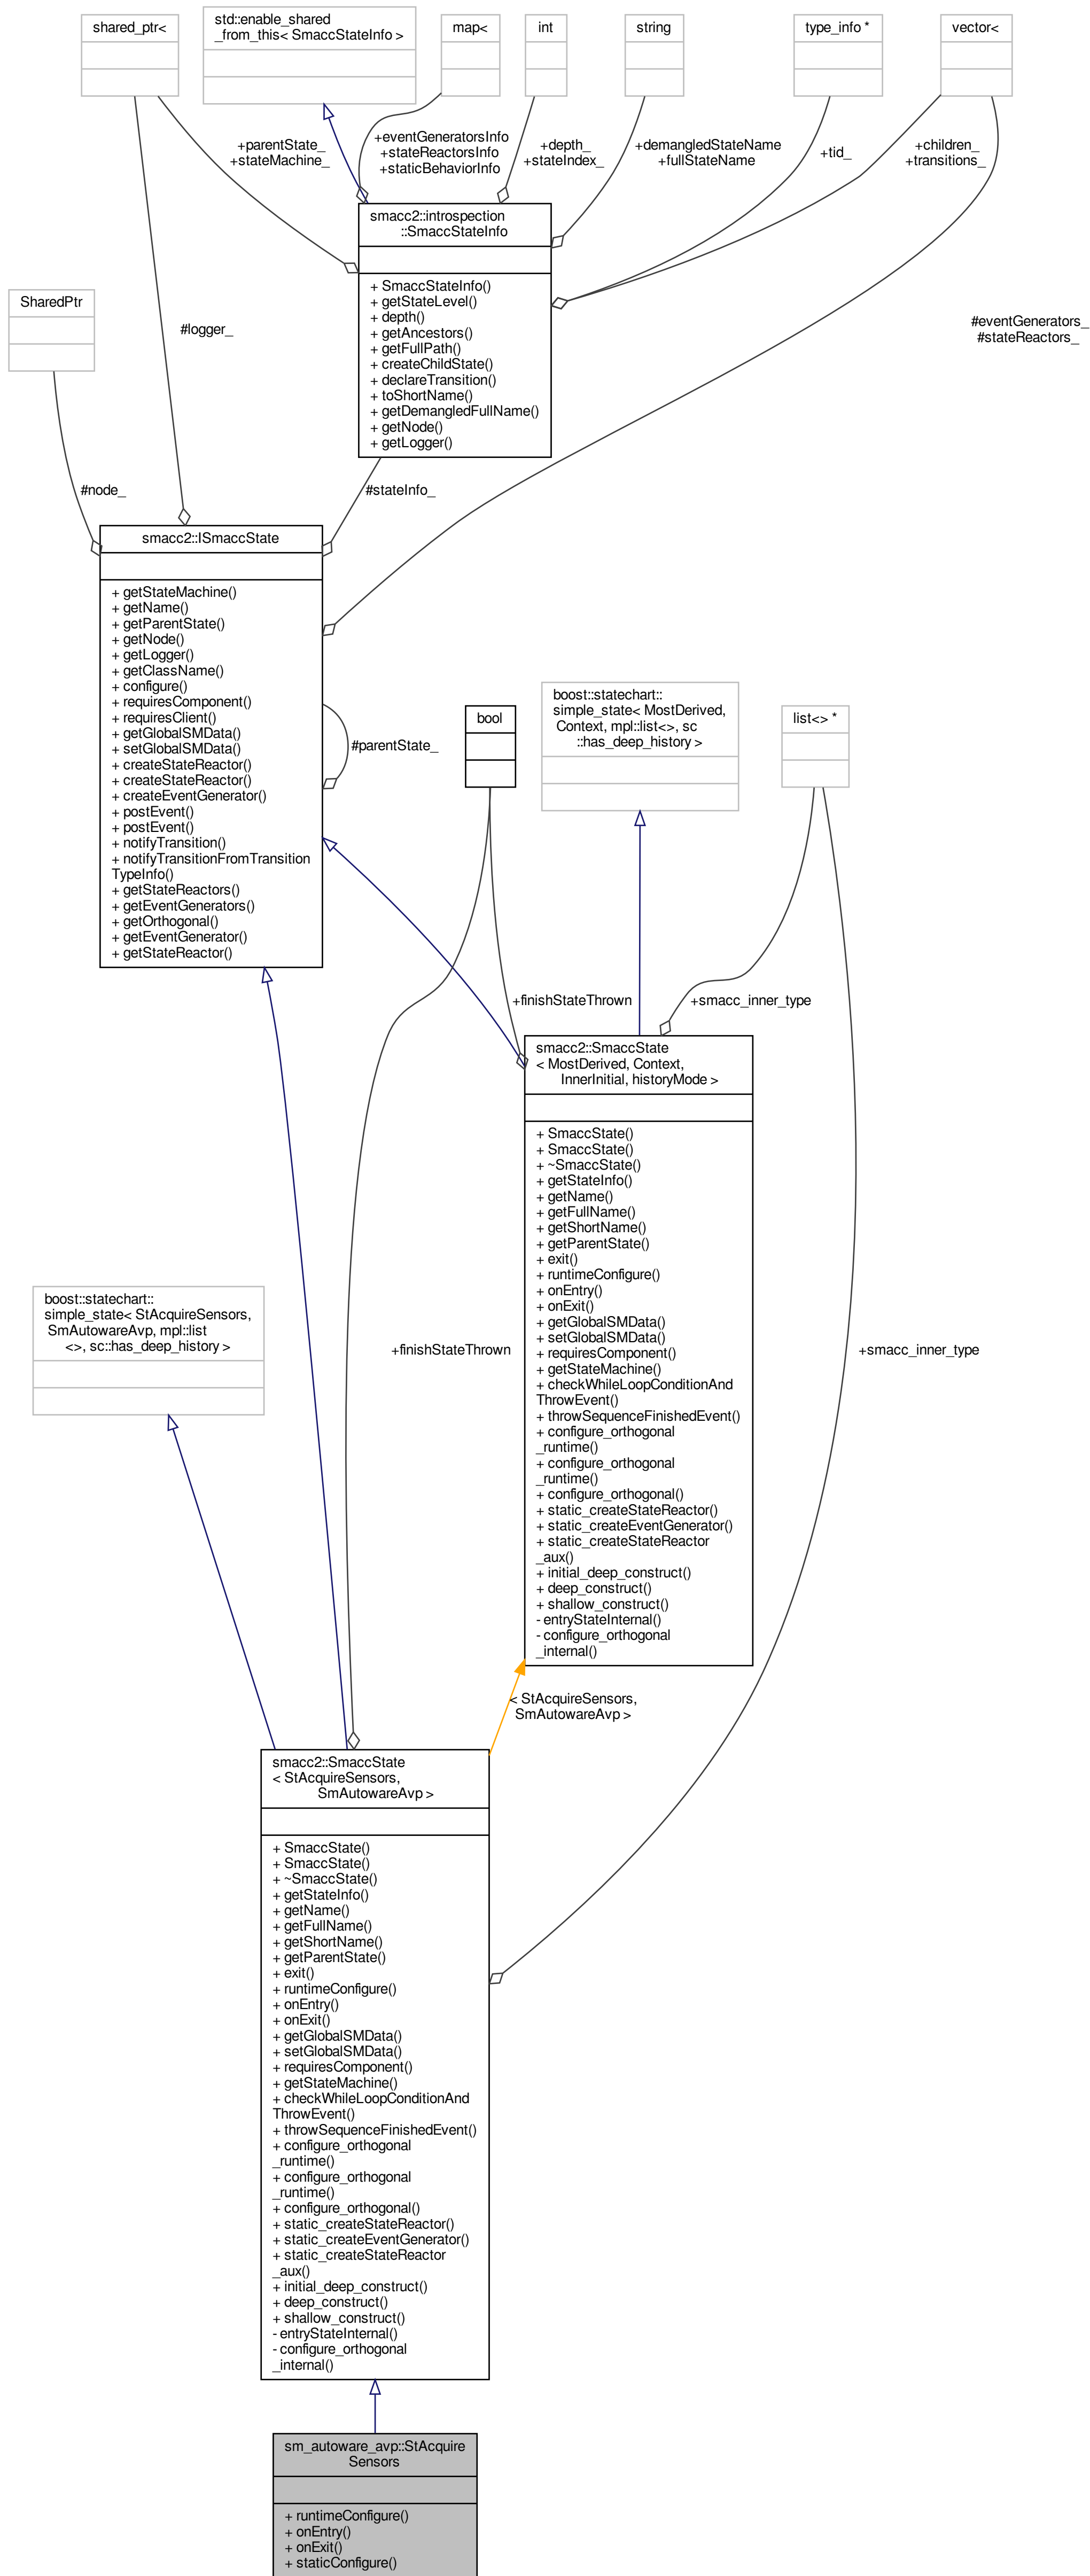 shared_ptr<
std::enable_shared
_from_this< SmaccStateInfo >
map<
int
string
type_info *
vector<
+parentState_
+stateMachine_
+eventGeneratorsInfo
+stateReactorsInfo
+staticBehaviorInfo
+depth_
+stateIndex_
+demangledStateName
+fullStateName
+tid_
+children_
+transitions_
smacc2::introspection
::SmaccStateInfo
+ SmaccStateInfo()
+ getStateLevel()
+ depth()
+ getAncestors()
+ getFullPath()
+ createChildState()
+ declareTransition()
+ toShortName()
+ getDemangledFullName()
+ getNode()
+ getLogger()
SharedPtr
#logger_
#eventGenerators_
#stateReactors_
#node_
#stateInfo_
smacc2::ISmaccState
+ getStateMachine()
+ getName()
+ getParentState()
+ getNode()
+ getLogger()
+ getClassName()
+ configure()
+ requiresComponent()
+ requiresClient()
+ getGlobalSMData()
+ setGlobalSMData()
+ createStateReactor()
+ createStateReactor()
+ createEventGenerator()
+ postEvent()
+ postEvent()
+ notifyTransition()
+ notifyTransitionFromTransition
TypeInfo()
+ getStateReactors()
+ getEventGenerators()
+ getOrthogonal()
+ getEventGenerator()
+ getStateReactor()
#parentState_
bool
boost::statechart::
simple_state< MostDerived,
Context, mpl::list<>, sc
::has_deep_history >
list<> *
+finishStateThrown
+smacc_inner_type
smacc2::SmaccState
< MostDerived, Context,
InnerInitial, historyMode >
+ SmaccState()
+ SmaccState()
+ ~SmaccState()
+ getStateInfo()
+ getName()
+ getFullName()
+ getShortName()
+ getParentState()
+ exit()
+ runtimeConfigure()
+ onEntry()
+ onExit()
+ getGlobalSMData()
+ setGlobalSMData()
+ requiresComponent()
+ getStateMachine()
+ checkWhileLoopConditionAnd
ThrowEvent()
+ throwSequenceFinishedEvent()
+ configure_orthogonal
_runtime()
+ configure_orthogonal
_runtime()
+ configure_orthogonal()
+ static_createStateReactor()
+ static_createEventGenerator()
+ static_createStateReactor
_aux()
+ initial_deep_construct()
+ deep_construct()
+ shallow_construct()
- entryStateInternal()
- configure_orthogonal
_internal()
boost::statechart::
simple_state< StAcquireSensors,
SmAutowareAvp, mpl::list
<>, sc::has_deep_history >
+finishStateThrown
+smacc_inner_type
< StAcquireSensors,
SmAutowareAvp >
smacc2::SmaccState
< StAcquireSensors,
SmAutowareAvp >
+ SmaccState()
+ SmaccState()
+ ~SmaccState()
+ getStateInfo()
+ getName()
+ getFullName()
+ getShortName()
+ getParentState()
+ exit()
+ runtimeConfigure()
+ onEntry()
+ onExit()
+ getGlobalSMData()
+ setGlobalSMData()
+ requiresComponent()
+ getStateMachine()
+ checkWhileLoopConditionAnd
ThrowEvent()
+ throwSequenceFinishedEvent()
+ configure_orthogonal
_runtime()
+ configure_orthogonal
_runtime()
+ configure_orthogonal()
+ static_createStateReactor()
+ static_createEventGenerator()
+ static_createStateReactor
_aux()
+ initial_deep_construct()
+ deep_construct()
+ shallow_construct()
- entryStateInternal()
- configure_orthogonal
_internal()
sm_autoware_avp::StAcquire
Sensors
+ runtimeConfigure()
+ onEntry()
+ onExit()
+ staticConfigure()